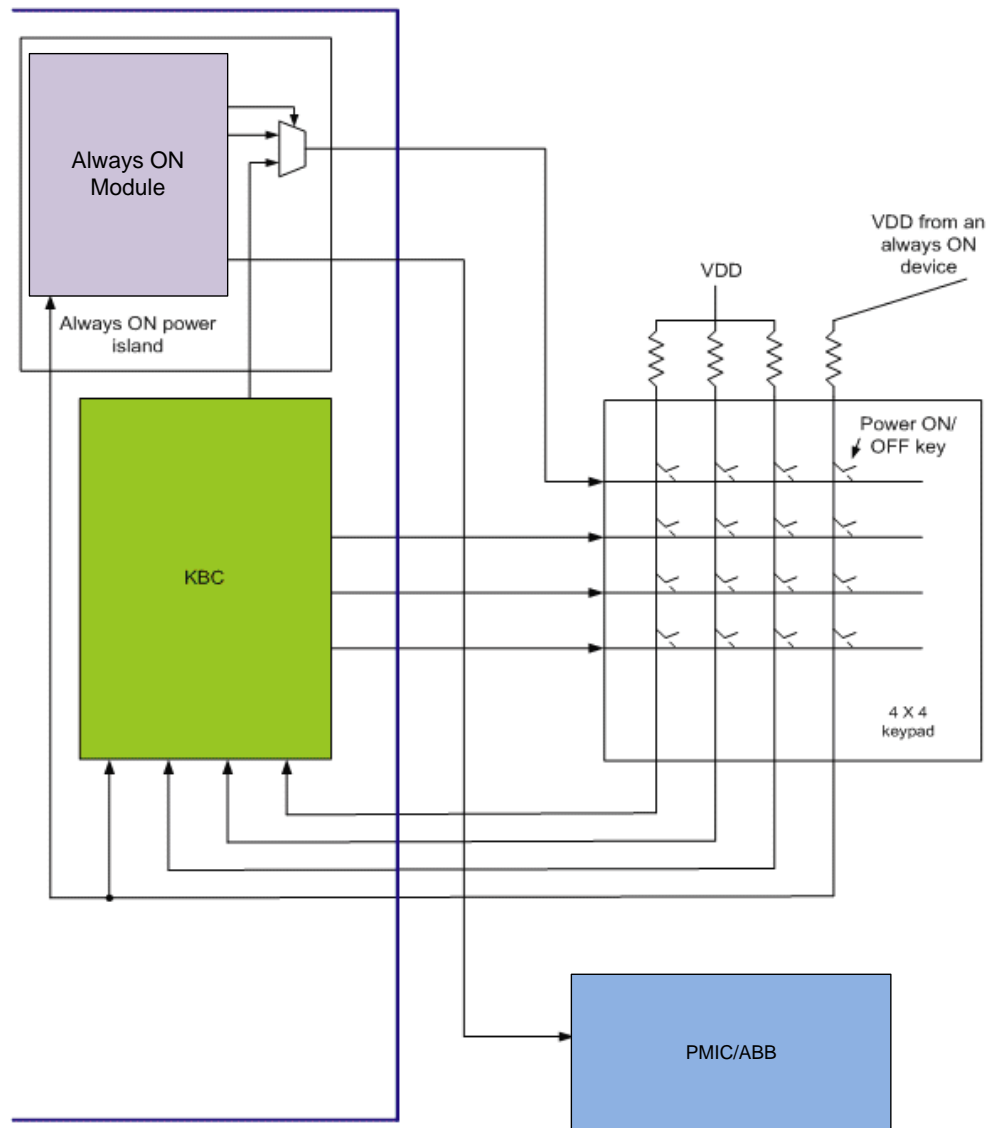 Always ON
Module
Always ON power
island
VDD from an
always ON
device
VDD
Power ON/
OFF key
KBC
4 X 4
keypad
PMIC/ABB